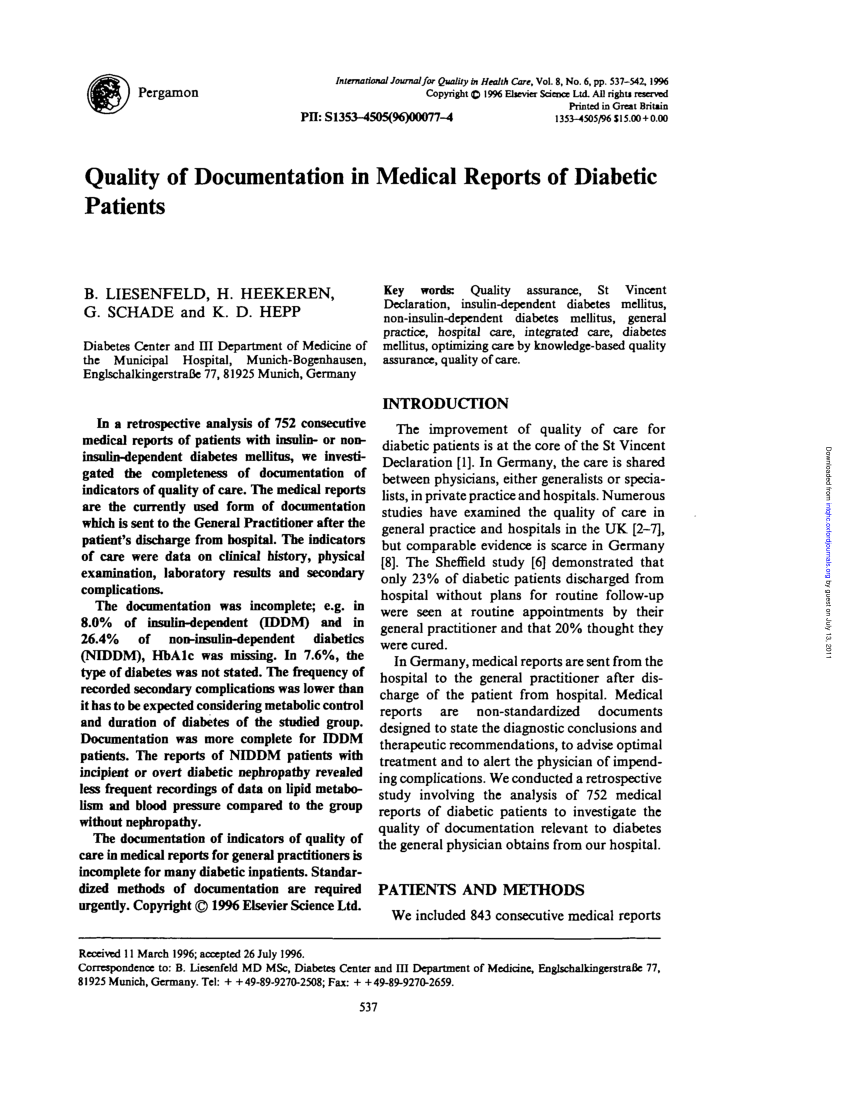 Pergamon
International Journal for Quality in Health Care, Vol. 8, No. 6, pp. 537–542, 1996
Copyright © 1996 Elsevier Science Ltd. All rights reserved
Printed in Great Britain
PII: S1353–4505(96)00077–4
1353–4505/96 $15.00 + 0.00
Quality of Documentation in Medical Reports of Diabetic
Patients
B. LIESENFELD, H. HEEKEREN,
G. SCHADE and K. D. HEPP
Diabetes Center and III Department of Medicine of
the Municipal Hospital, Munich-Bogenhausen,
Englschalkingerstraße 77, 81925 Munich, Germany
In a retrospective analysis of 752 consecutive
medical reports of patients with insulin- or non-
insulin-dependent diabetes mellitus, we investi-
gated the completeness of documentation of
indicators of quality of care. The medical reports
are the currently used form of documentation
which is sent to the General Practitioner after the
patient's discharge from hospital. The indicators
of care were data on clinical history, physical
examination, laboratory results and secondary
complications.
The documentation was incomplete; e.g. in
8.0% of insulin-dependent (IDDM) and in
26.4% of non-insulin-dependent diabetics
(NIDDM), HbA1c was missing. In 7.6%, the
type of diabetes was not stated. The frequency of
recorded secondary complications was lower than
it has to be expected considering metabolic control
and duration of diabetes of the studied group.
Documentation was more complete for IDDM
patients. The reports of NIDDM patients with
incipient or overt diabetic nephropathy revealed
less frequent recordings of data on lipid metabo-
lism and blood pressure compared to the group
without nephropathy.
The documentation of indicators of quality of
care in medical reports for general practitioners is
incomplete for many diabetic inpatients. Standar-
dized methods of documentation are required
urgently. Copyright © 1996 Elsevier Science Ltd.
Key words: Quality assurance, St Vincent
Declaration, insulin-dependent diabetes mellitus,
non-insulin-dependent diabetes mellitus, general
practice, hospital care, integrated care, diabetes
mellitus, optimizing care by knowledge-based quality
assurance, quality of care.
INTRODUCTION
The improvement of quality of care for
diabetic patients is at the core of the St Vincent
Declaration [1]. In Germany, the care is shared
between physicians, either generalists or specia-
lists, in private practice and hospitals. Numerous
studies have examined the quality of care in
general practice and hospitals in the UK [2–7],
but comparable evidence is scarce in Germany
[8]. The Sheffield study [6] demonstrated that
only 23% of diabetic patients discharged from
hospital without plans for routine follow-up
were seen at routine appointments by their
general practitioner and that 20% thought they
were cured.
In Germany, medical reports are sent from the
hospital to the general practitioner after dis-
charge of the patient from hospital. Medical
reports are non-standardized documents
designed to state the diagnostic conclusions and
therapeutic recommendations, to advise optimal
treatment and to alert the physician of impend-
ing complications. We conducted a retrospective
study involving the analysis of 752 medical
reports of diabetic patients to investigate the
quality of documentation relevant to diabetes
the general physician obtains from our hospital.
PATIENTS AND METHODS
We included 843 consecutive medical reports
Received 11 March 1996; accepted 26 July 1996.
Correspondence to: B. Liesenfeld MD MSc, Diabetes Center and III Department of Medicine, Englschalkingerstraße 77,
81925 Munich, Germany. Tel: + + 49-89-9270-2508; Fax: + + 49-89-9270-2659.
537
Downloaded from intqhc.oxfordjournals.org by guest on July 13, 2011